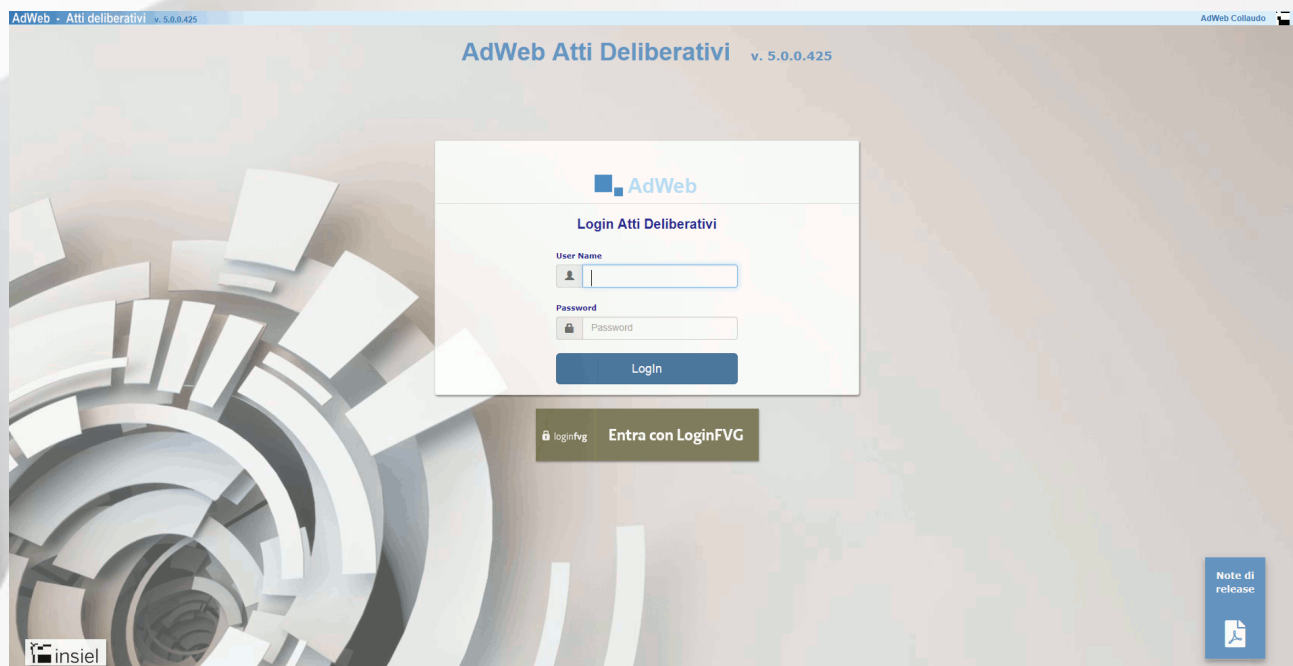 AdWeb - Atti deliberativi v. 5.0.0.425
AdWeb Collaudo
AdWeb Atti Deliberativi v. 5.0.0.425
AdWeb
Login Atti Deliberativi
User Name
Password
Password
LogIn
loginfvg Entra con LoginFVG
Note di
release
insiel